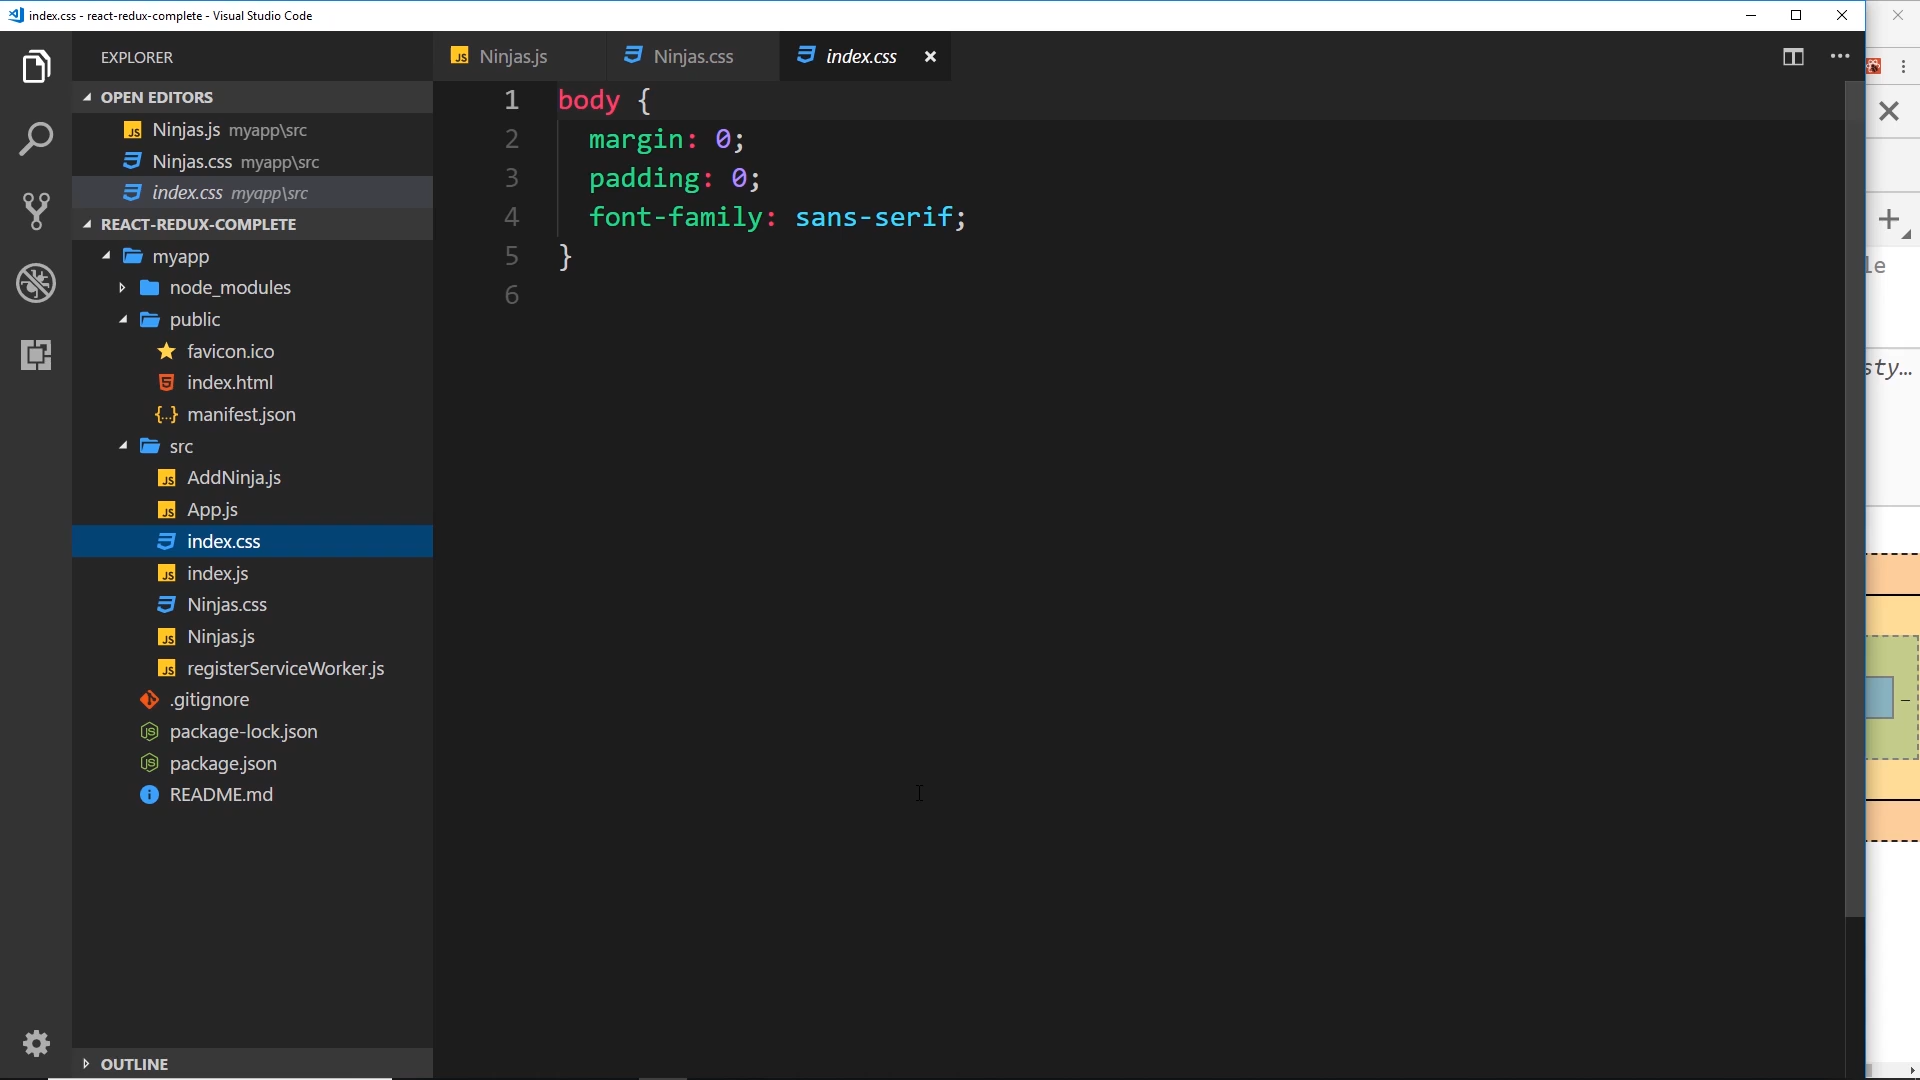 index.css - react-redux-complete - Visual Studio Code
EXPLORER
OPEN EDITORS
Ninjas.js myapp\src
Ninjas.css myapp\src
index.css myapp\src
REACT-REDUX-COMPLETE
myapp
node_modules
public
favicon.ico
index.html
manifest.json
src
AddNinja.js
App.js
index.css
index.js
Ninjas.css
Ninjas.js
registerServiceWorker.js
.gitignore
package-lock.json
package.json
README.md
OUTLINE
Ninjas.js
Ninjas.css
index.css
1 body {
2 margin: 0;
3 padding: 0;
4 font-family: sans-serif;
5 }
6
le
sty…